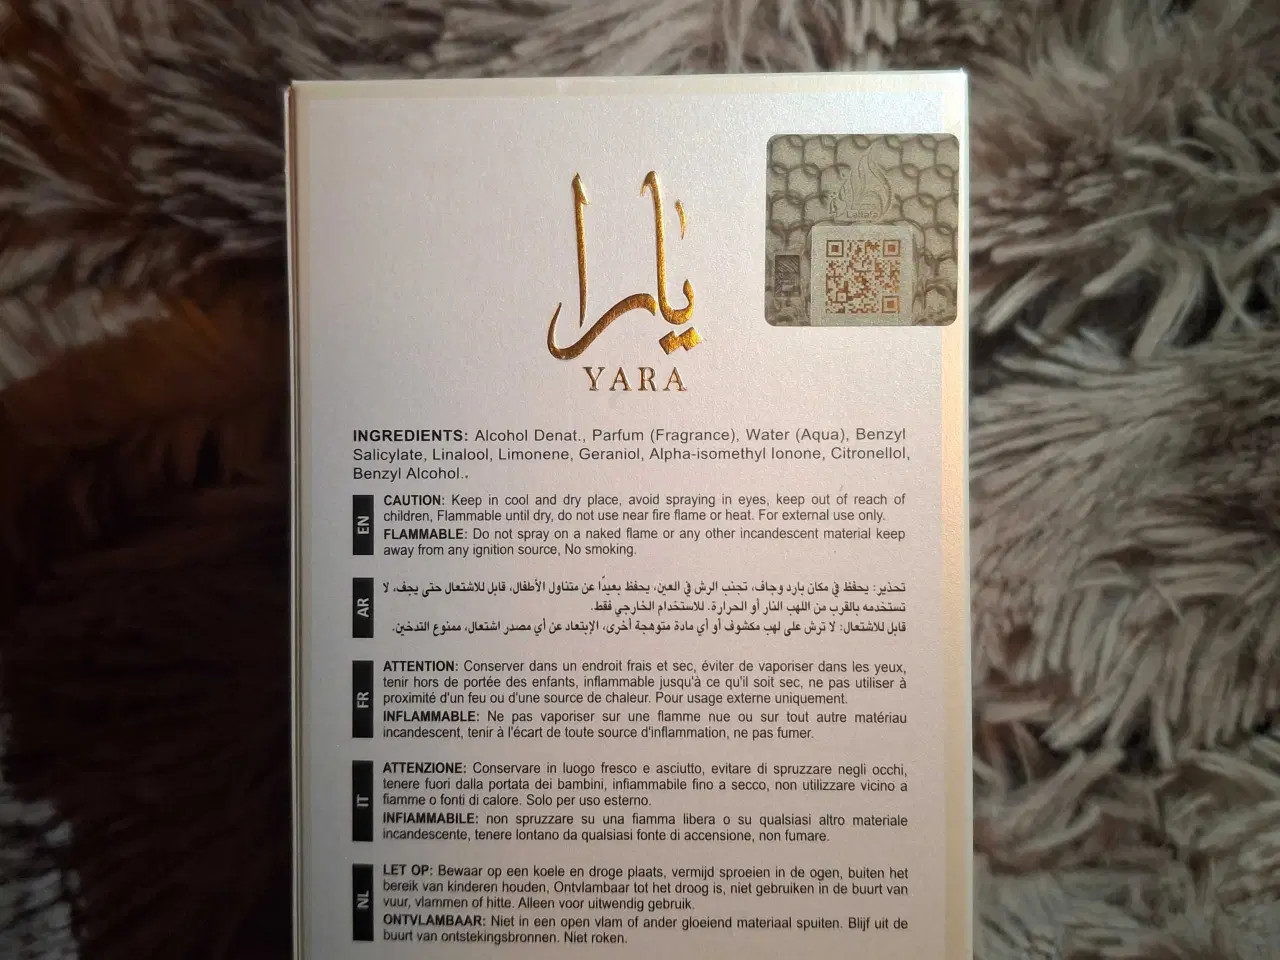 يارا
Lattafa
YARA
INGREDIENTS: Alcohol Denat., Parfum (Fragrance), Water (Aqua), Benzyl
Salicylate, Linalool, Limonene, Geraniol, Alpha-isomethyl Ionone, Citronellol,
Benzyl Alcohol..
EN
CAUTION: Keep in cool and dry place, avoid spraying in eyes, keep out of reach of
children, Flammable until dry, do not use near fire flame or heat. For external use only.
FLAMMABLE: Do not spray on a naked flame or any other incandescent material keep
away from any ignition source, No smoking.
AR
تحذير: يحفظ في مكان بارد وجاف، تجنب الرش في العين، يحفظ بعيدًا عن متناول الأطفال، قابل للاشتعال حتى يجف، لا
تستخدمه بالقرب من اللهب النار أو الحرارة. للاستخدام الخارجي فقط.
قابل للاشتعال: لا ترش على لهب مكشوف أو أي مادة متوهجة أخرى، الإبتعاد عن أي مصدر اشتعال، ممنوع التدخين.
FR
ATTENTION: Conserver dans un endroit frais et sec, éviter de vaporiser dans les yeux,
tenir hors de portée des enfants, inflammable jusqu'à ce qu'il soit sec, ne pas utiliser à
proximité d'un feu ou d'une source de chaleur. Pour usage externe uniquement.
INFLAMMABLE: Ne pas vaporiser sur une flamme nue ou sur tout autre matériau
incandescent, tenir à l'écart de toute source d'inflammation, ne pas fumer.
IT
ATTENZIONE: Conservare in luogo fresco e asciutto, evitare di spruzzare negli occhi,
tenere fuori dalla portata dei bambini, infiammabile fino a secco, non utilizzare vicino a
fiamme o fonti di calore. Solo per uso esterno.
INFIAMMABILE: non spruzzare su una fiamma libera o su qualsiasi altro materiale
incandescente, tenere lontano da qualsiasi fonte di accensione, non fumare.
NL
LET OP: Bewaar op een koele en droge plaats, vermijd sproeien in de ogen, buiten het
bereik van kinderen houden, Ontvlambaar tot het droog is, niet gebruiken in de buurt van
vuur, vlammen of hitte. Alleen voor uitwendig gebruik.
ONTVLAMBAAR: Niet in een open vlam of ander gloeiend materiaal spuiten. Blijf uit de
buurt van ontstekingsbronnen. Niet roken.